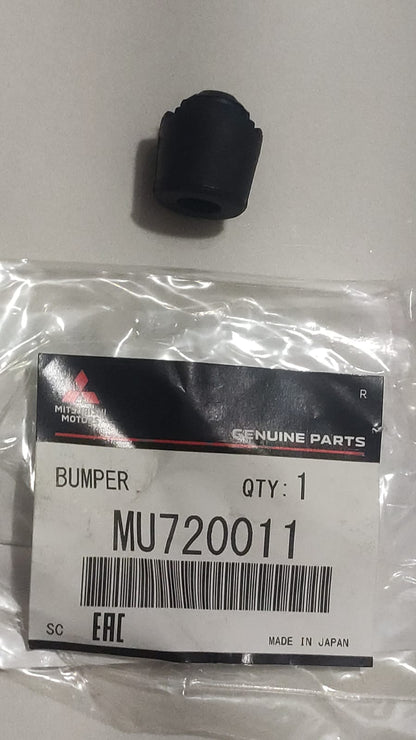 R
MITSUBISHI
MOTORS
GENUINE PARTS
BUMPER QTY: 1
MU720011
SC EAC MADE IN JAPAN